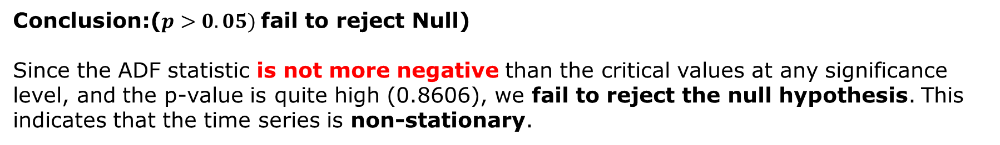 Conclusion:(p > 0.05) fail to reject Null)
Since the ADF statistic is not more negative than the critical values at any significance
level, and the p-value is quite high (0.8606), we fail to reject the null hypothesis. This
indicates that the time series is non-stationary.